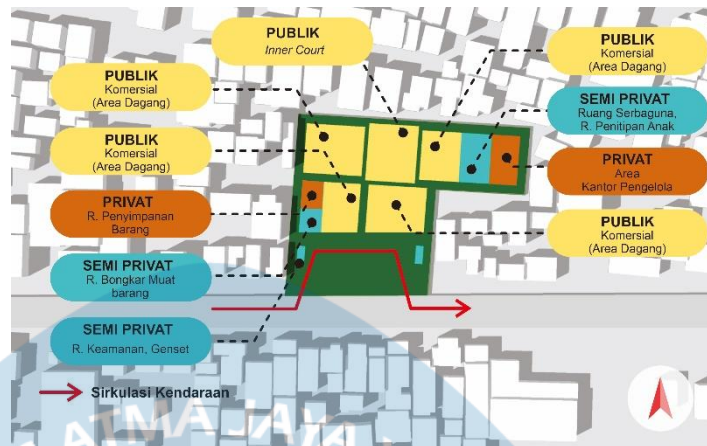 PUBLIK
Inner Court
PUBLIK
Komersial
(Area Dagang)
PUBLIK
Komersial
(Area Dagang)
SEMI PRIVAT
Ruang Serbaguna,
R. Penitipan Anak
PUBLIK
Komersial
(Area Dagang)
PRIVAT
Area
Kantor Pengelola
PRIVAT
R. Penyimpanan
Barang
PUBLIK
Komersial
(Area Dagang)
SEMI PRIVAT
R. Bongkar Muat
barang
SEMI PRIVAT
R. Keamanan, Genset
Sirkulasi Kendaraan
ATMA JAYA